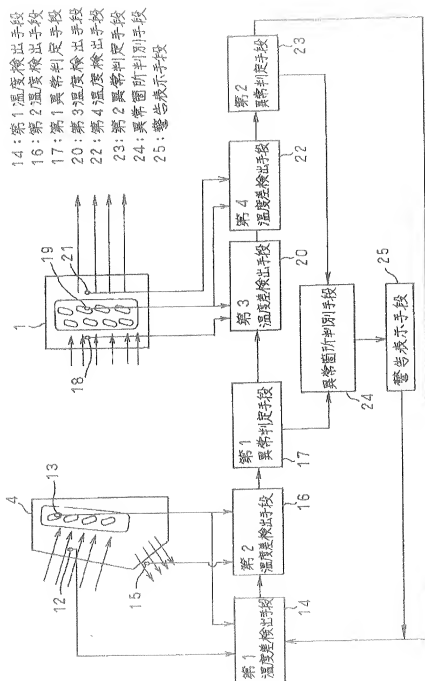 14:第1温度検出手段
16:第2温度検出手段
17:第1異常判定手段
20:第3温度検出手段
22:第4温度検出手段
23:第2異常判定手段
24:異常箇所判別手段
25:警告表示手段
4
13
12
15
1
19
21
18
第1
温度差検出手段
14
第2
温度差検出手段
16
第1
異常判定手段
17
第3
温度差検出手段
20
第4
温度差検出手段
22
第2
異常判定手段
23
異常箇所判別手段
24
警告表示手段
25